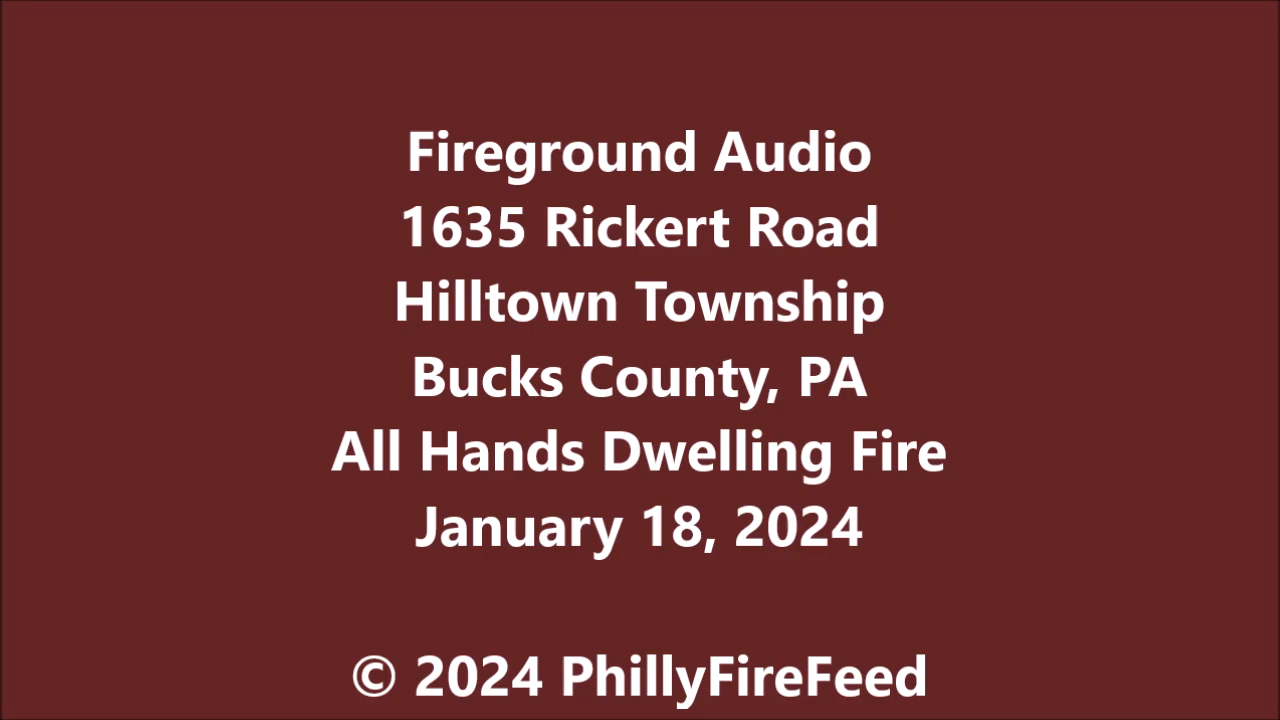 Fireground Audio
1635 Rickert Road
Hilltown Township
Bucks County, PA
All Hands Dwelling Fire
January 18, 2024
© 2024 PhillyFireFeed